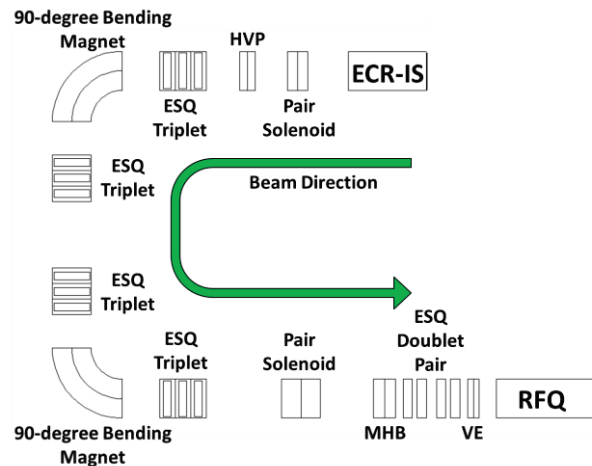 90-degree Bending
Magnet
HVP
ECR-IS
ESQ
Triplet
Pair
Solenoid
ESQ
Triplet
Beam Direction
ESQ
Triplet
ESQ
Triplet
Pair
Solenoid
ESQ
Doublet
Pair
RFQ
MHB
VE
90-degree Bending
Magnet